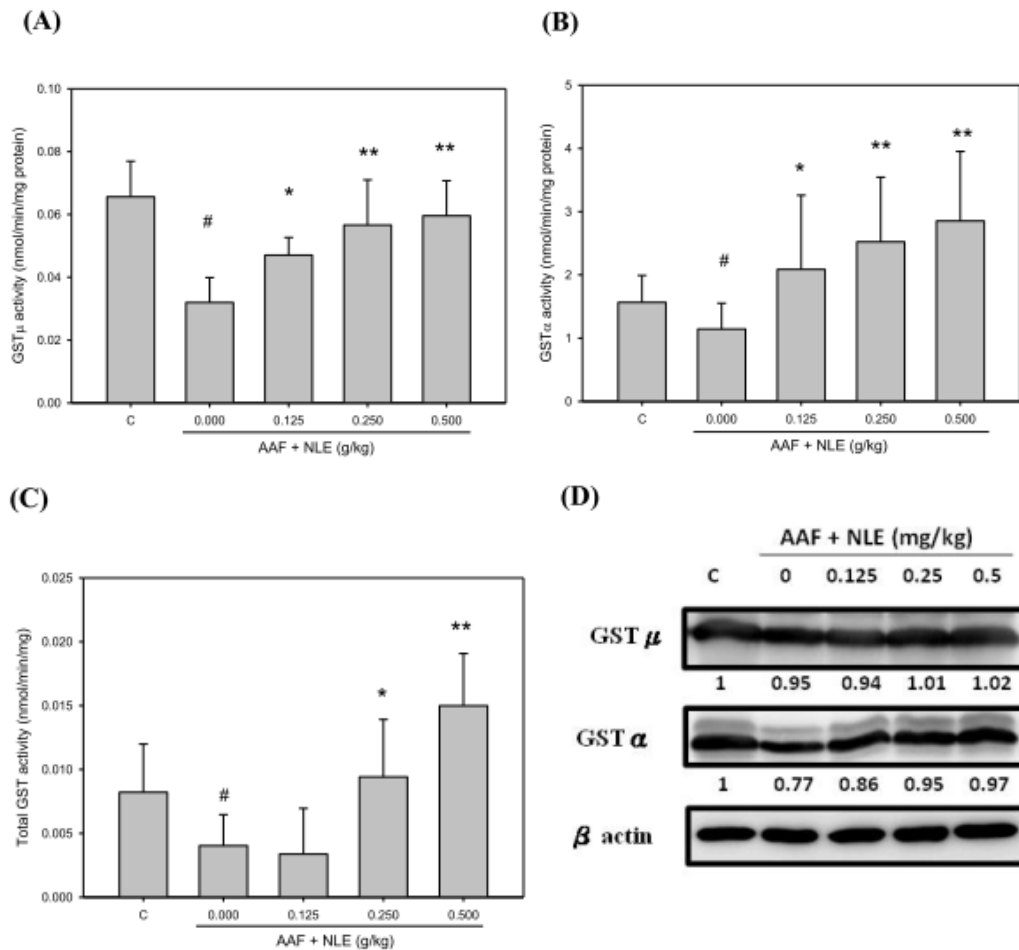 (A)
GSTμ activity (nmol/min/mg protein)
0.10
0.08
0.06
0.04
0.02
0.00
#
*
**
**
C
0.000
0.125
0.250
0.500
AAF + NLE (g/kg)
(B)
GSTα activity (nmol/min/mg protein)
5
4
3
2
1
0
#
*
**
**
C
0.000
0.125
0.250
0.500
AAF + NLE (g/kg)
(C)
Total GST activity (nmol/min/mg)
0.025
0.020
0.015
0.010
0.005
0.000
#
*
**
C
0.000
0.125
0.250
0.500
AAF + NLE (g/kg)
(D)
AAF + NLE (mg/kg)
C 0 0.125 0.25 0.5
GST μ
1 0.95 0.94 1.01 1.02
GST α
1 0.77 0.86 0.95 0.97
β actin